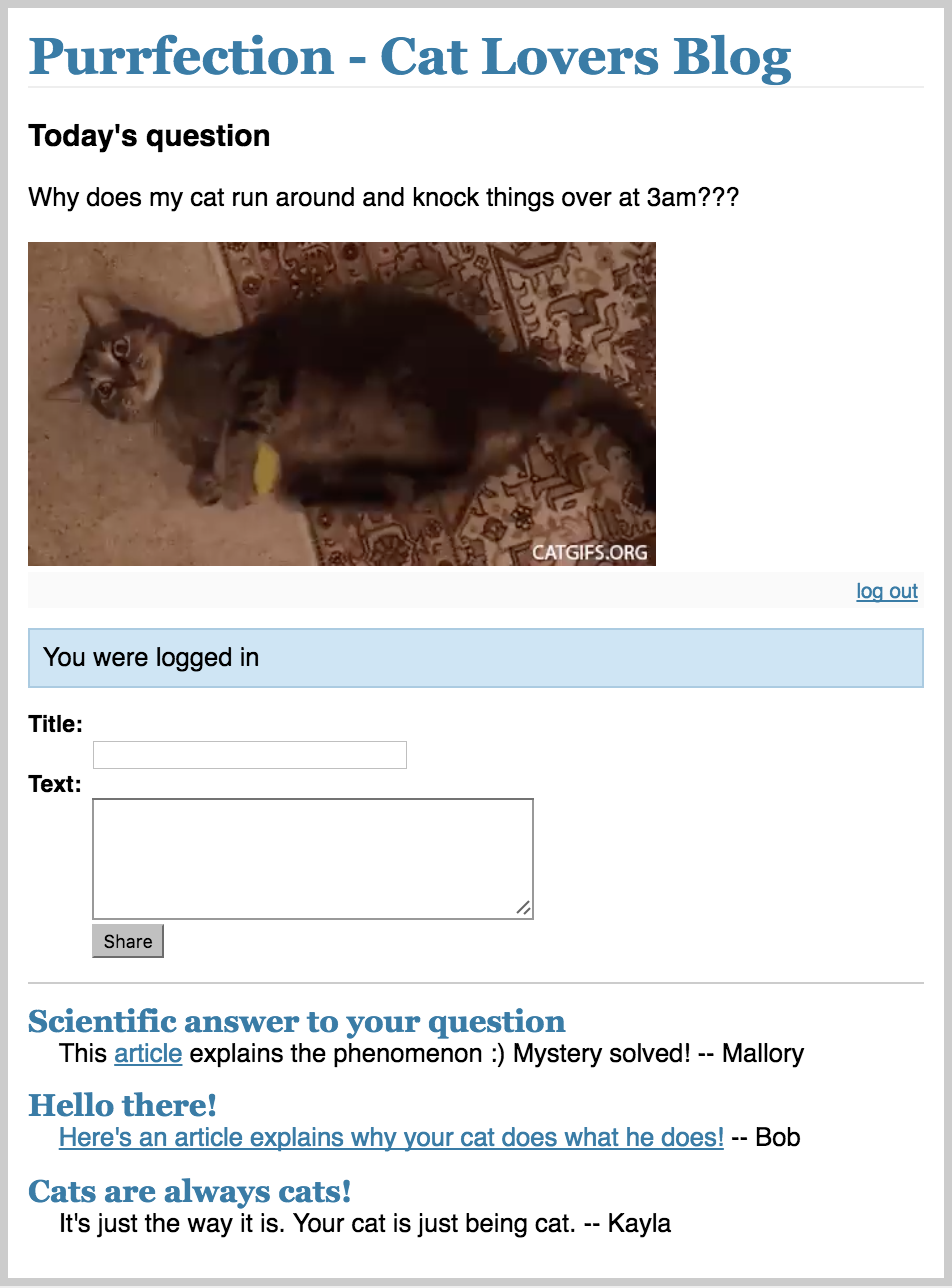 Purrfection - Cat Lovers Blog
Today's question
Why does my cat run around and knock things over at 3am???
CATGIFS.ORG
log out
You were logged in
Title:
Text:
Share
Scientific answer to your question
This article explains the phenomenon :) Mystery solved! -- Mallory
Hello there!
Here's an article explains why your cat does what he does! -- Bob
Cats are always cats!
It's just the way it is. Your cat is just being cat. -- Kayla